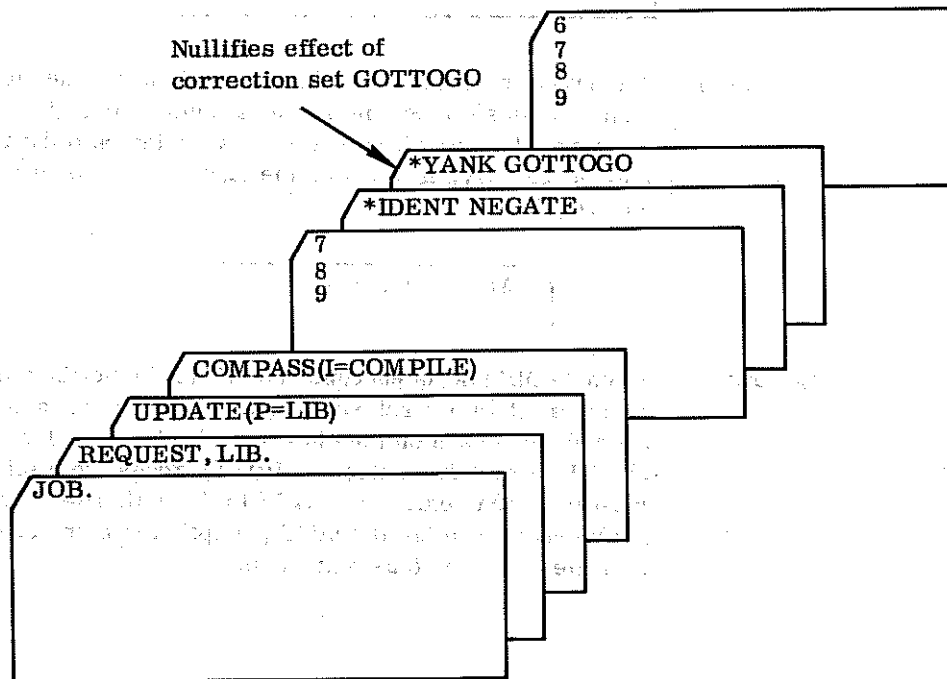 Nullifies effect of
correction set GOTTOGO
6
7
8
9
*YANK GOTTOGO
*IDENT NEGATE
7
8
9
COMPASS(I=COMPILE)
UPDATE(P=LIB)
REQUEST, LIB.
JOB.